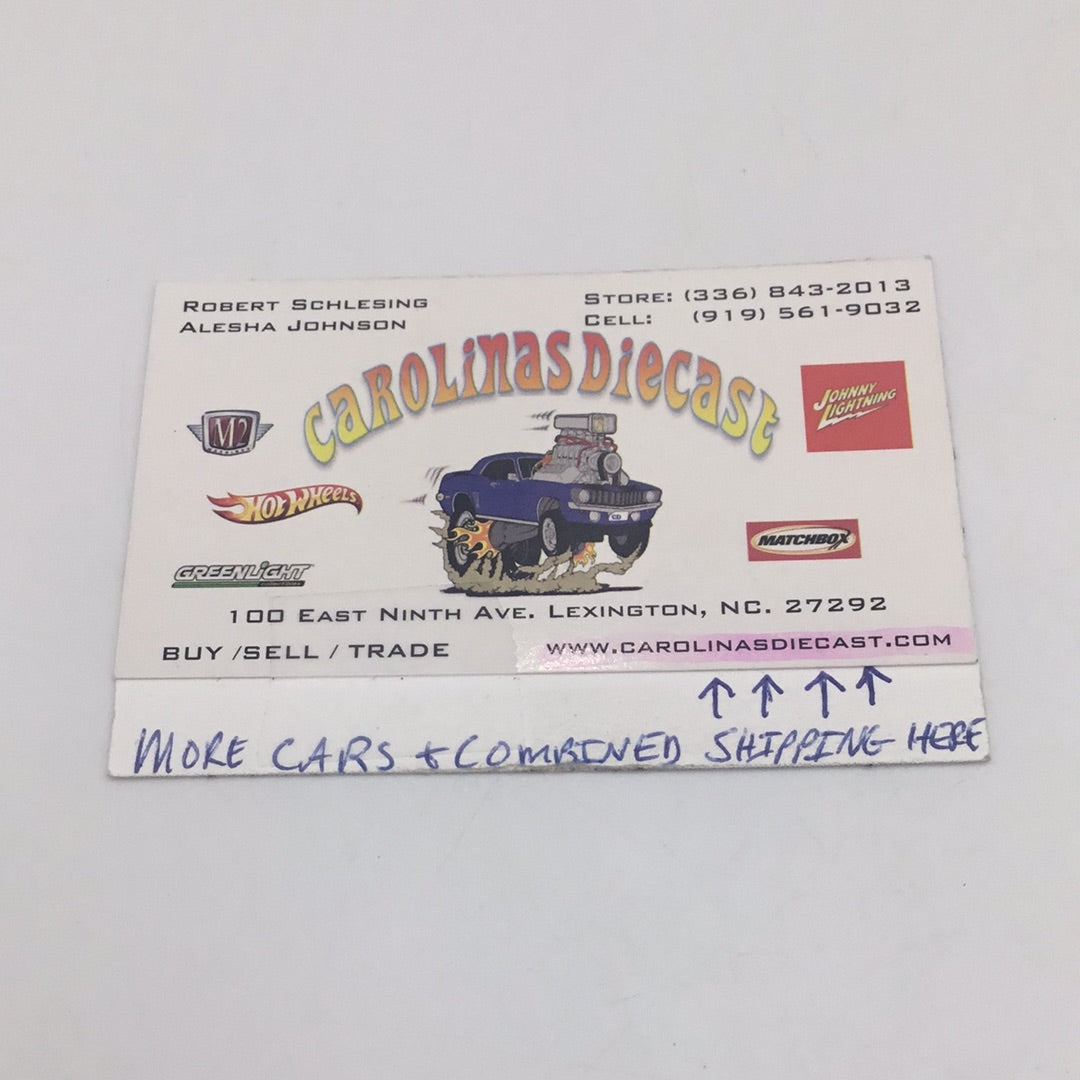 ROBERT SCHLESING
ALESHA JOHNSON
STORE: (336) 843-2013
CELL: (919) 561-9032
CAROLINAS DIECAST
M2
JOHNNY LIGHTNING
HOT WHEELS
MATCHBOX
GREENLIGHT
100 EAST NINTH AVE. LEXINGTON, NC. 27292
BUY /SELL / TRADE
WWW.CAROLINASDIECAST.COM
MORE CARS + COMBINED SHIPPING HERE